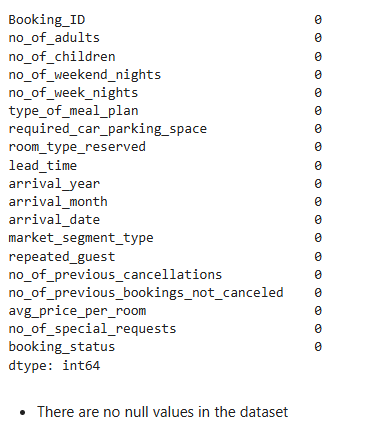 Booking_ID 0
no_of_adults 0
no_of_children 0
no_of_weekend_nights 0
no_of_week_nights 0
type_of_meal_plan 0
required_car_parking_space 0
room_type_reserved 0
lead_time 0
arrival_year 0
arrival_month 0
arrival_date 0
market_segment_type 0
repeated_guest 0
no_of_previous_cancellations 0
no_of_previous_bookings_not_canceled 0
avg_price_per_room 0
no_of_special_requests 0
booking_status 0
dtype: int64
• There are no null values in the dataset